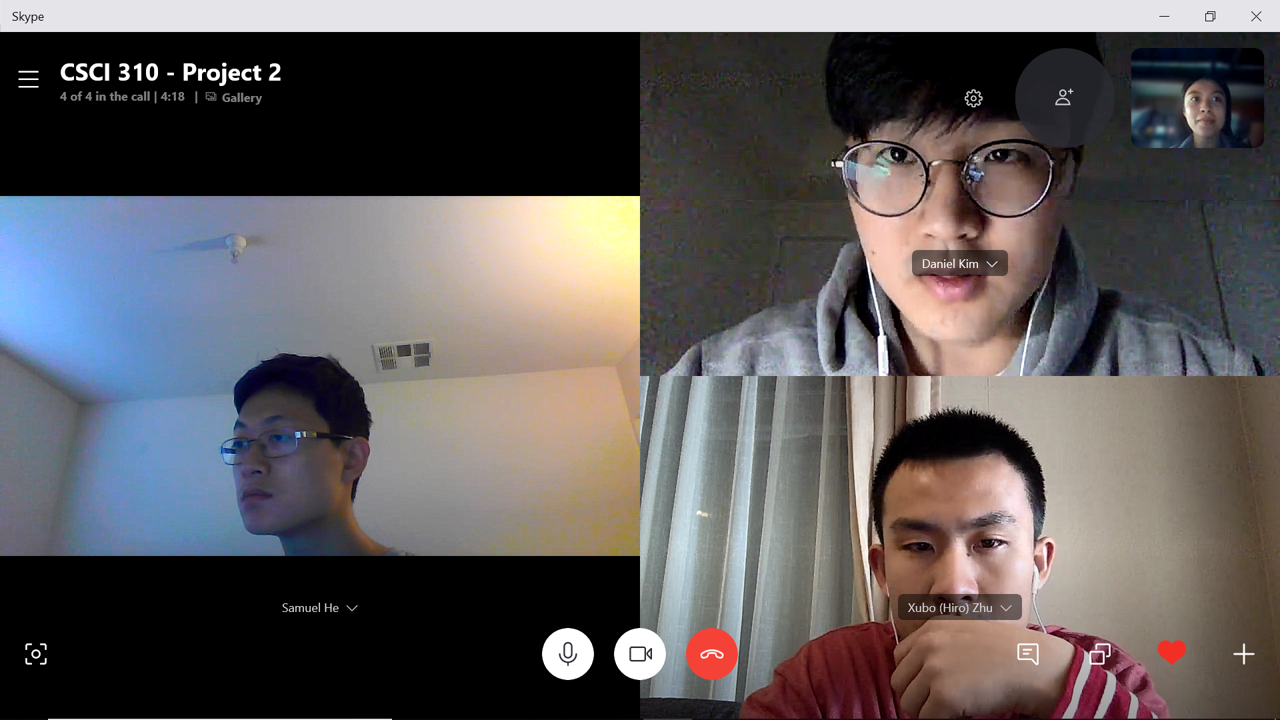 Skype
CSCI 310 - Project 2
4 of 4 in the call | 4:18 | Gallery
Daniel Kim
Samuel He
Xubo (Hiro) Zhu